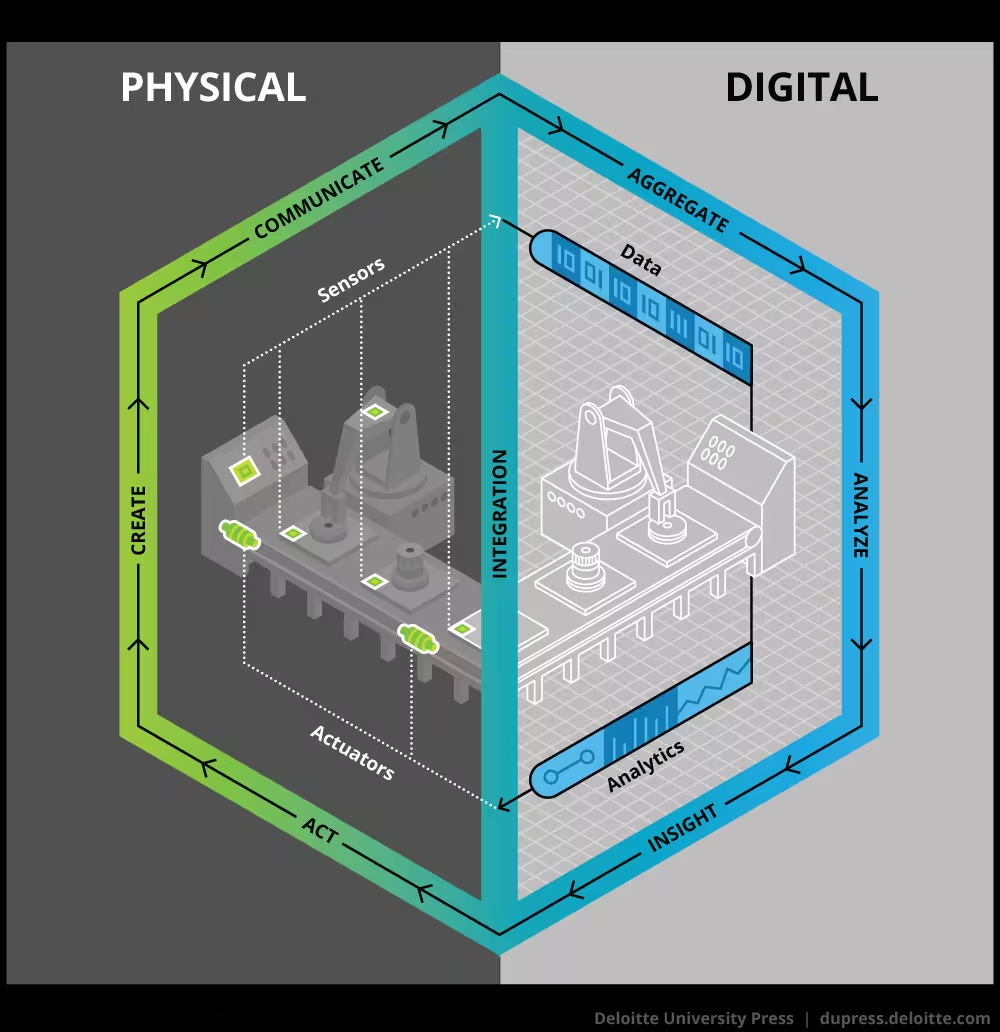 PHYSICAL
DIGITAL
COMMUNICATE
AGGREGATE
Sensors
Data
CREATE
INTEGRATION
ANALYZE
Actuators
Analytics
ACT
INSIGHT
Deloitte University Press | dupress.deloitte.com